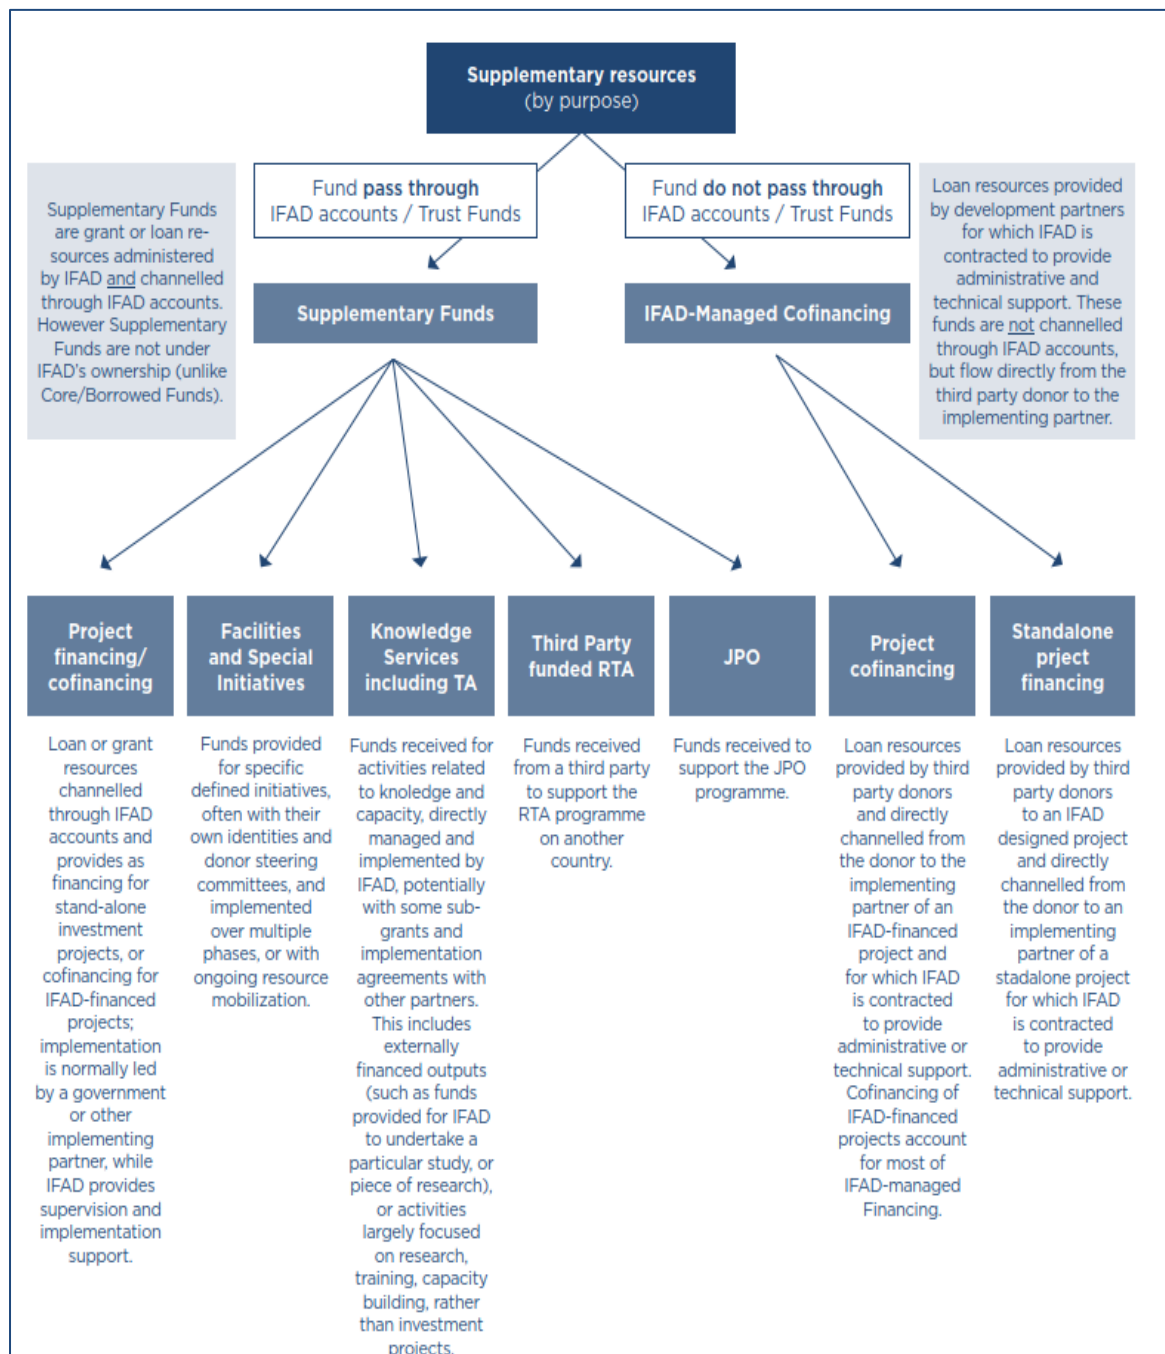 Supplementary resources
(by purpose)
Supplementary Funds
are grant or loan re-
sources administered
by IFAD and channelled
through IFAD accounts.
However Supplementary
Funds are not under
IFAD's ownership (unlike
Core/Borrowed Funds).
Fund pass through
IFAD accounts / Trust Funds
Fund do not pass through
IFAD accounts / Trust Funds
Loan resources provided
by development partners
for which IFAD is
contracted to provide
administrative and
technical support. These
funds are not channelled
through IFAD accounts,
but flow directly from the
third party donor to the
implementing partner.
Supplementary Funds
IFAD-Managed Cofinancing
Project
financing/
cofinancing
Loan or grant
resources
channelled
through IFAD
accounts and
provides as
financing for
stand-alone
investment
projects, or
cofinancing for
IFAD-financed
projects;
implementation
is normally led
by a government
or other
implementing
partner, while
IFAD provides
supervision and
implementation
support.
Facilities
and Special
Initiatives
Funds provided
for specific
defined initiatives,
often with their
own identities and
donor steering
committees, and
implemented
over multiple
phases, or with
ongoing resource
mobilization.
Knowledge
Services
including TA
Funds received for
activities related
to knoledge and
capacity, directly
managed and
implemented by
IFAD, potentially
with some sub-
grants and
implementation
agreements with
other partners.
This includes
externally
financed outputs
(such as funds
provided for IFAD
to undertake a
particular study, or
piece of research),
or activities
largely focused
on research,
training, capacity
building, rather
than investment
projects.
Third Party
funded RTA
Funds received
from a third party
to support the
RTA programme
on another
country.
JPO
Funds received to
support the JPO
programme.
Project
cofinancing
Loan resources
provided by third
party donors
and directly
channelled from
the donor to the
implementing
partner of an
IFAD-financed
project and
for which IFAD
is contracted
to provide
administrative or
technical support.
Cofinancing of
IFAD-financed
projects account
for most of
IFAD-managed
Financing.
Standalone
prject
financing
Loan resources
provided by third
party donors
to an IFAD
designed project
and directly
channelled from
the donor to an
implementing
partner of a
stadalone project
for which IFAD
is contracted
to provide
administrative or
technical support.